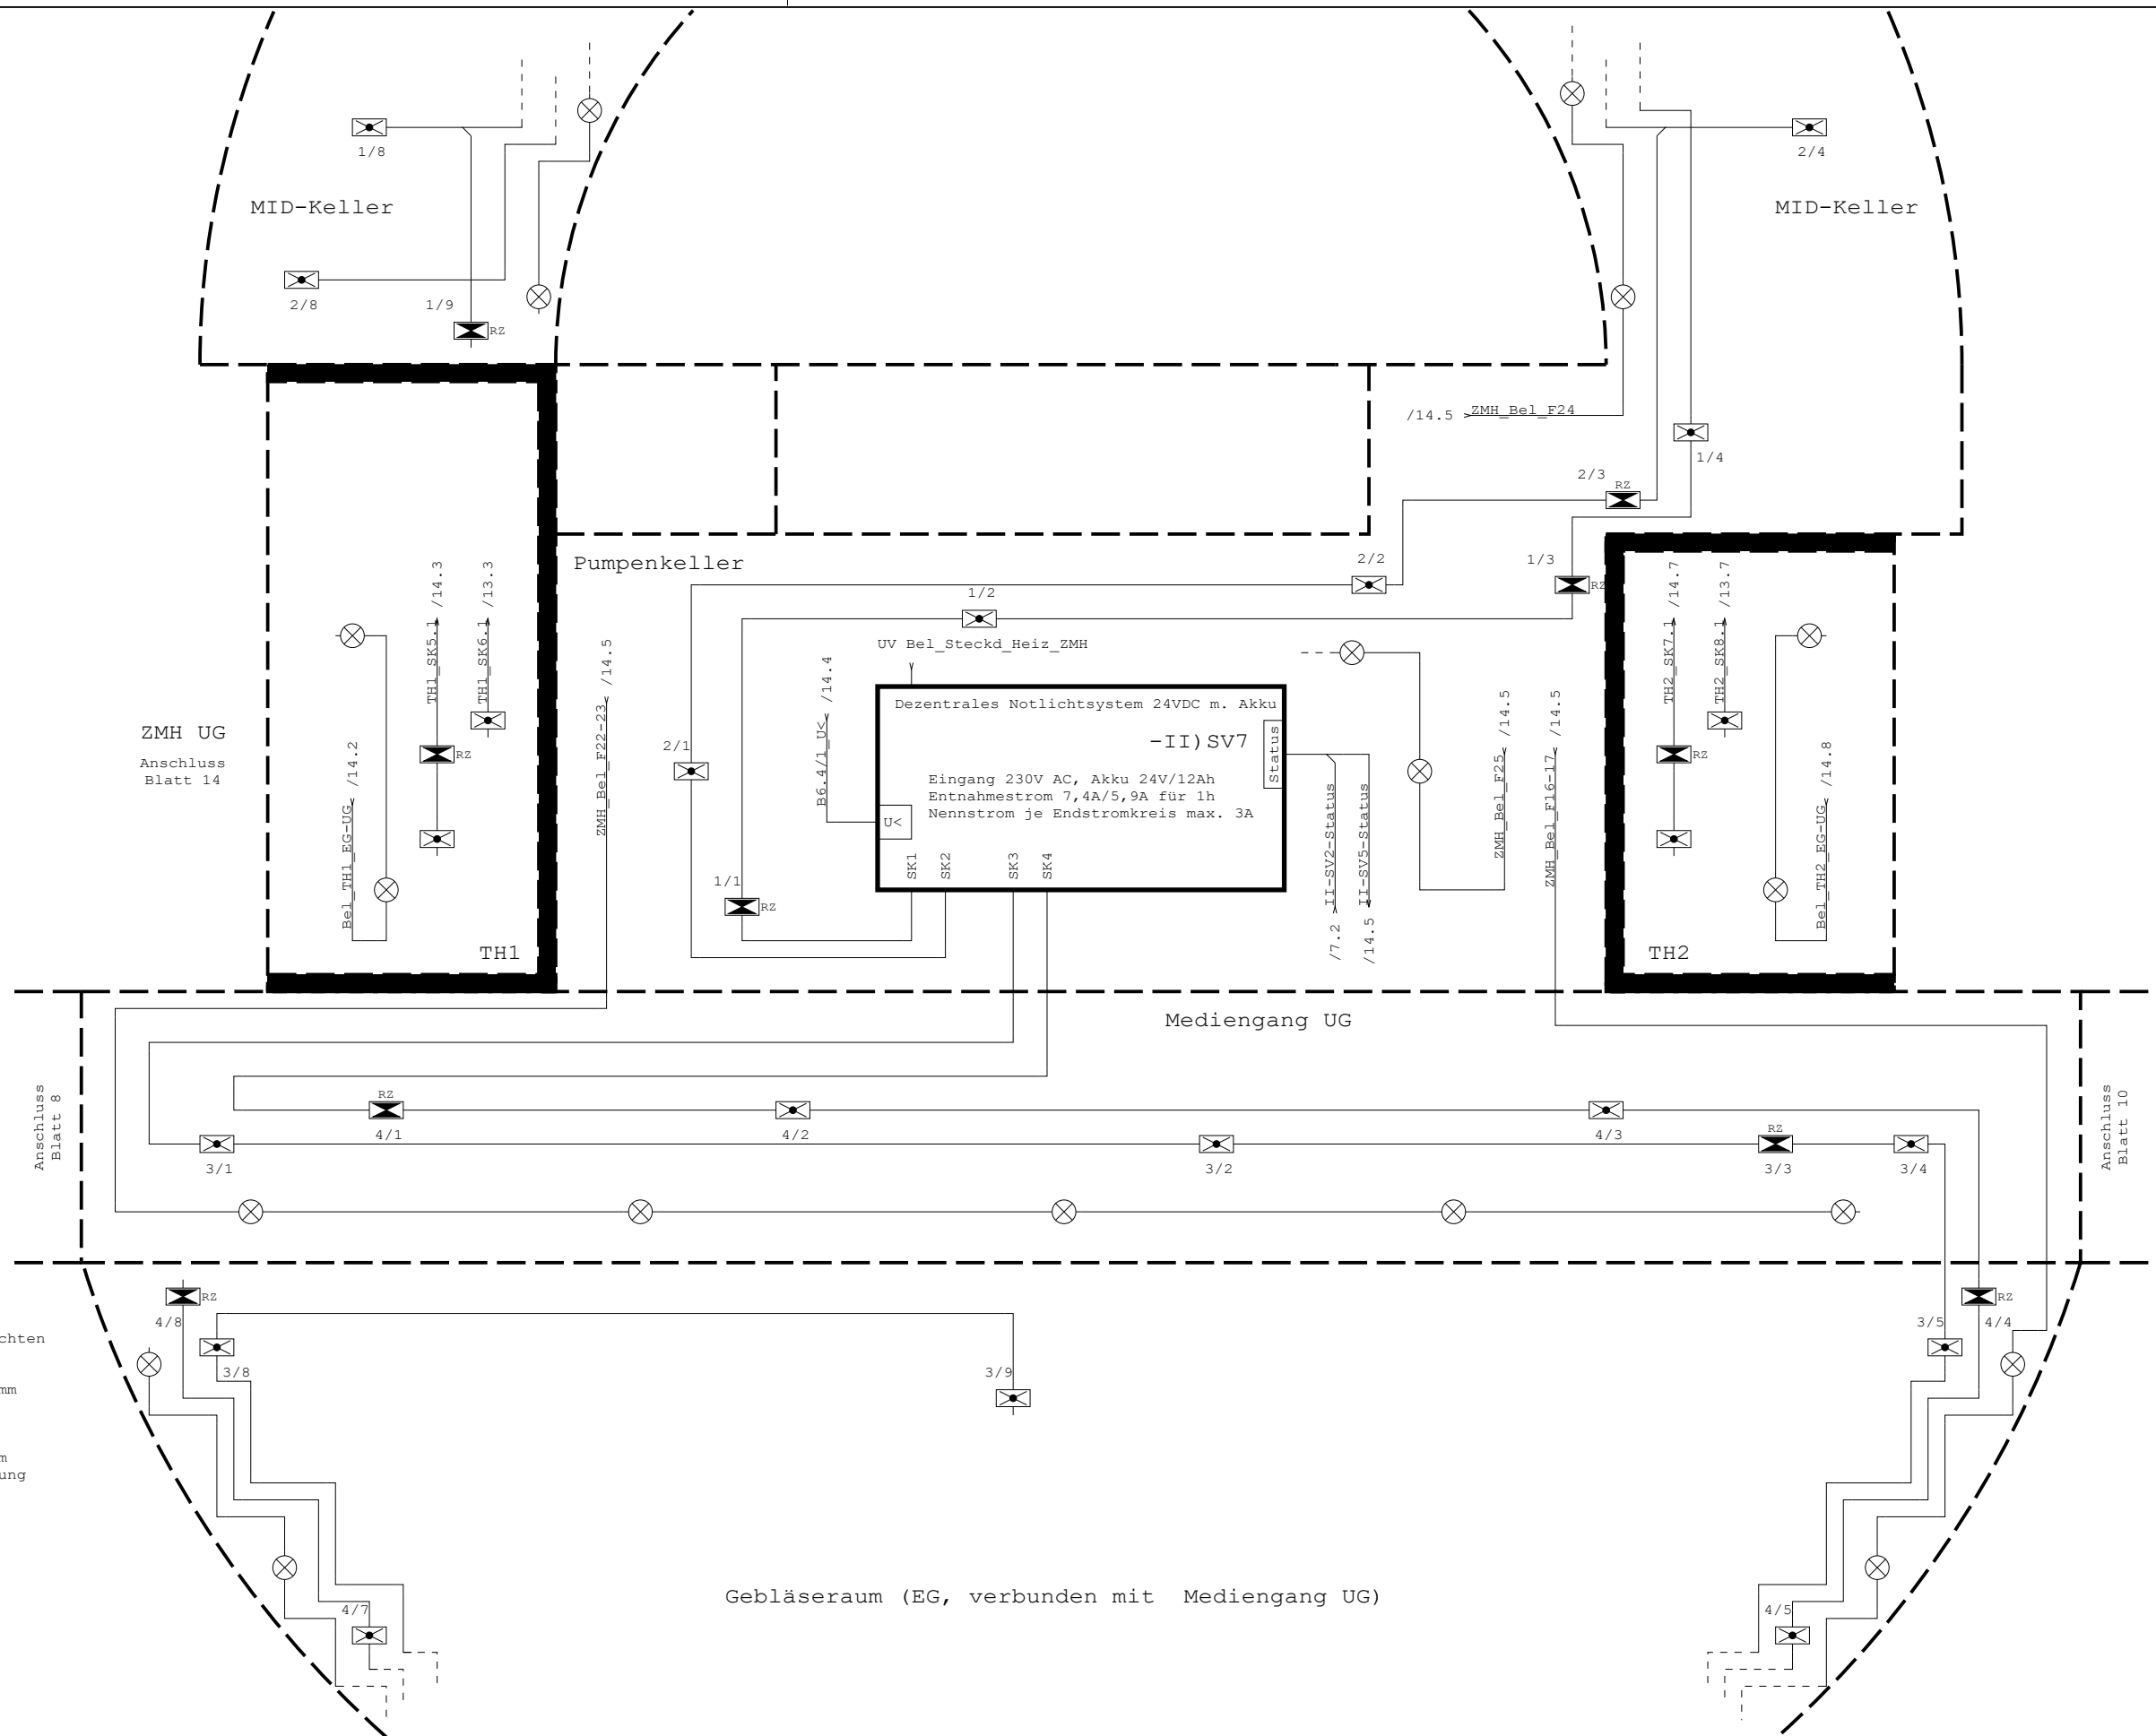 1/8
2/4
MID-Keller
MID-Keller
2/8
1/9
RZ
/14.5
ZMH_Bel_F24
1/4
2/3
RZ
Pumpenkeller
2/2
1/3
RZ
1/2
UV Bel_Steckd_Heiz_ZMH
TH1_SK5.1 /14.3
TH1_SK6.1 /13.3
RZ
Bel_TH1_EG-UG /14.2
TH1
ZMH UG
Anschluss
Blatt 14
ZMH_Bel_F22-23 /14.5
2/1
1/1
RZ
B6.4/1_U< /14.4
Dezentrales Notlichtsystem 24VDC m. Akku
-II)SV7
Status
Eingang 230V AC, Akku 24V/12Ah
Entnahmestrom 7,4A/5,9A für 1h
Nennstrom je Endstromkreis max. 3A
U<
SK1
SK2
SK3
SK4
/7.2 II-SV2-Status
/14.5 II-SV5-Status
ZMH_Bel_F25 /14.5
ZMH_Bel_F16-17 /14.5
TH2_SK7.1 /14.7
TH2_SK8.1 /13.7
RZ
Bel_TH2_EG-UG /14.8
TH2
Mediengang UG
Anschluss
Blatt 8
Anschluss
Blatt 10
RZ
4/1
4/2
4/3
3/1
3/2
RZ
3/3
3/4
RZ
4/8
3/8
3/9
3/5
RZ
4/4
chten
mm
m
ung
4/7
4/5
Gebläseraum (EG, verbunden mit Mediengang UG)